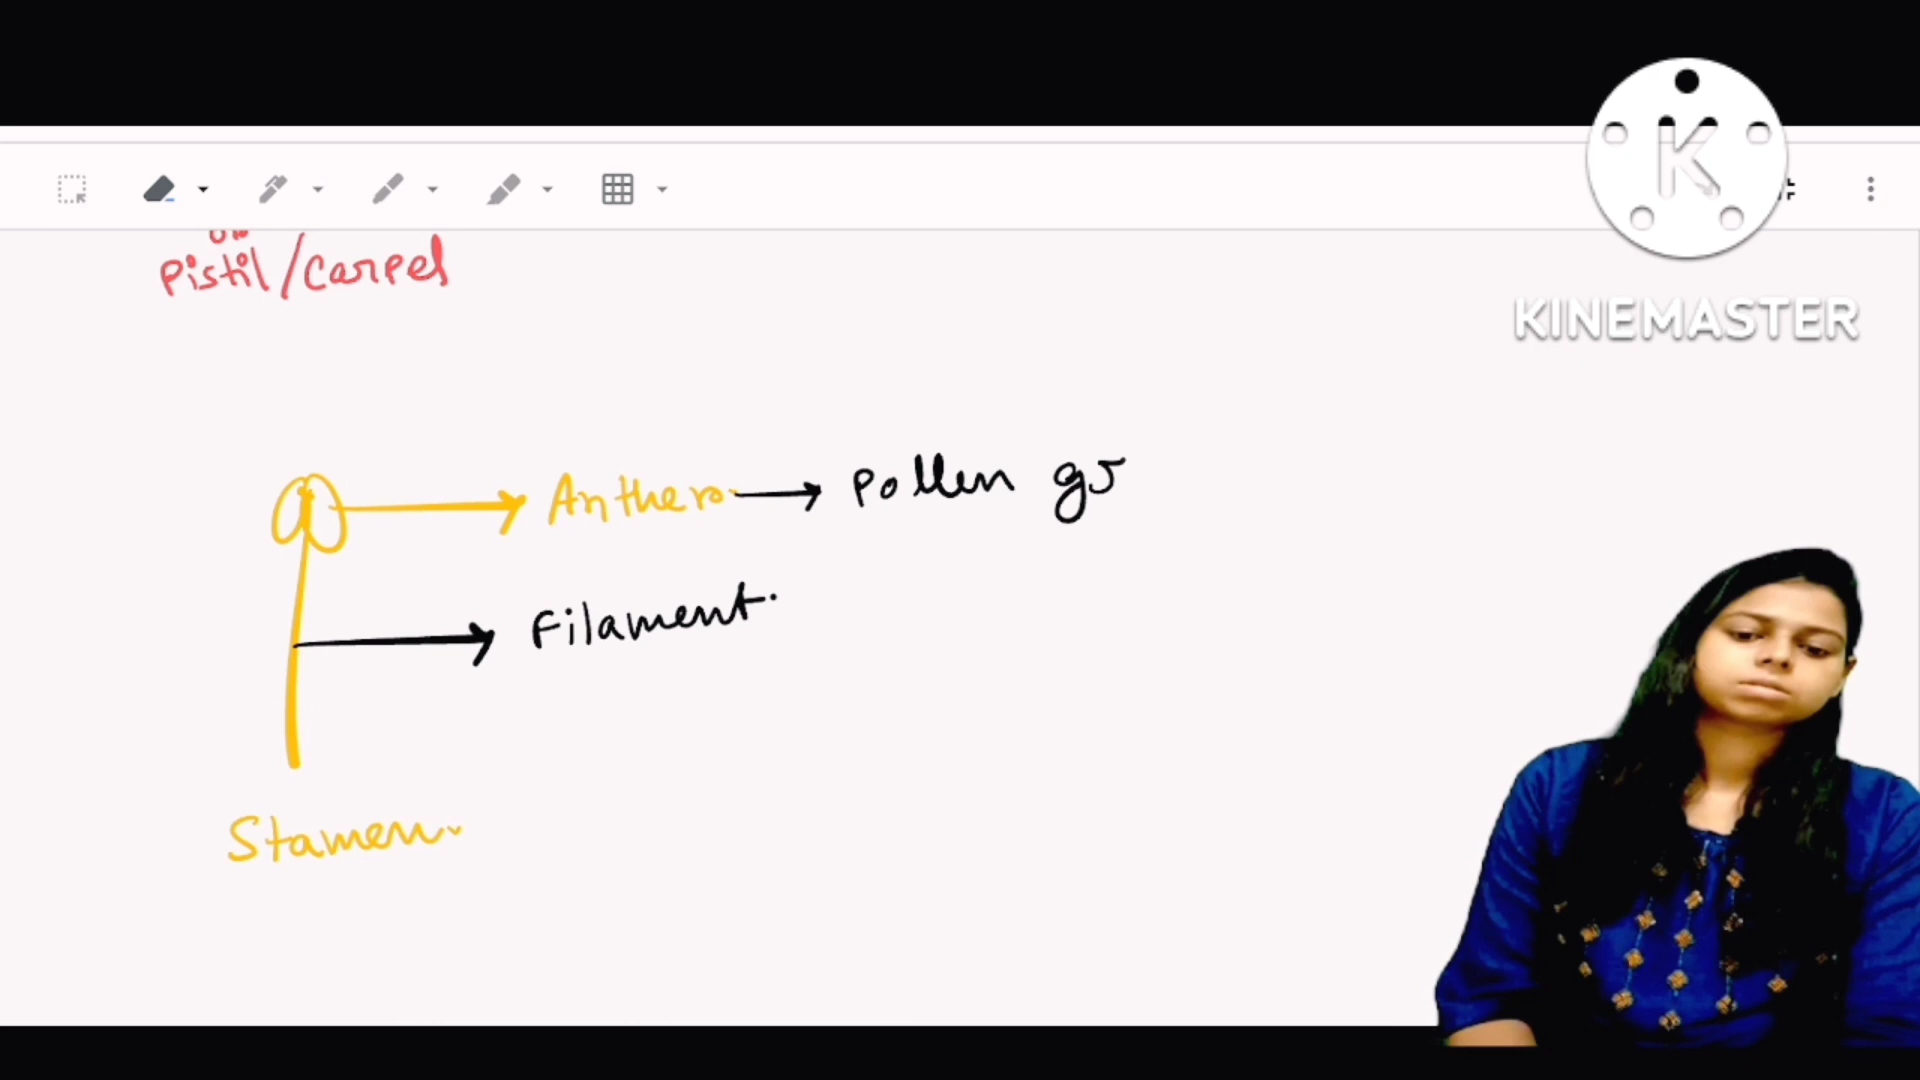 Pistil/Carpel
K
KINEMASTER
Anther → Pollen gr
Filament.
Stamen